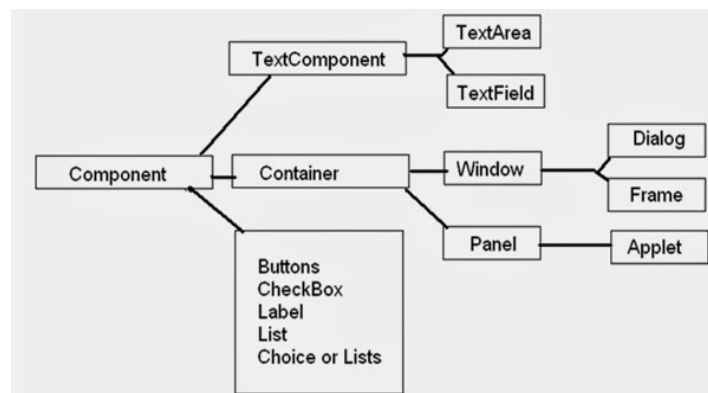 TextArea
TextComponent
TextField
Dialog
Component
Container
Window
Frame
Panel
Applet
Buttons
CheckBox
Label
List
Choice or Lists